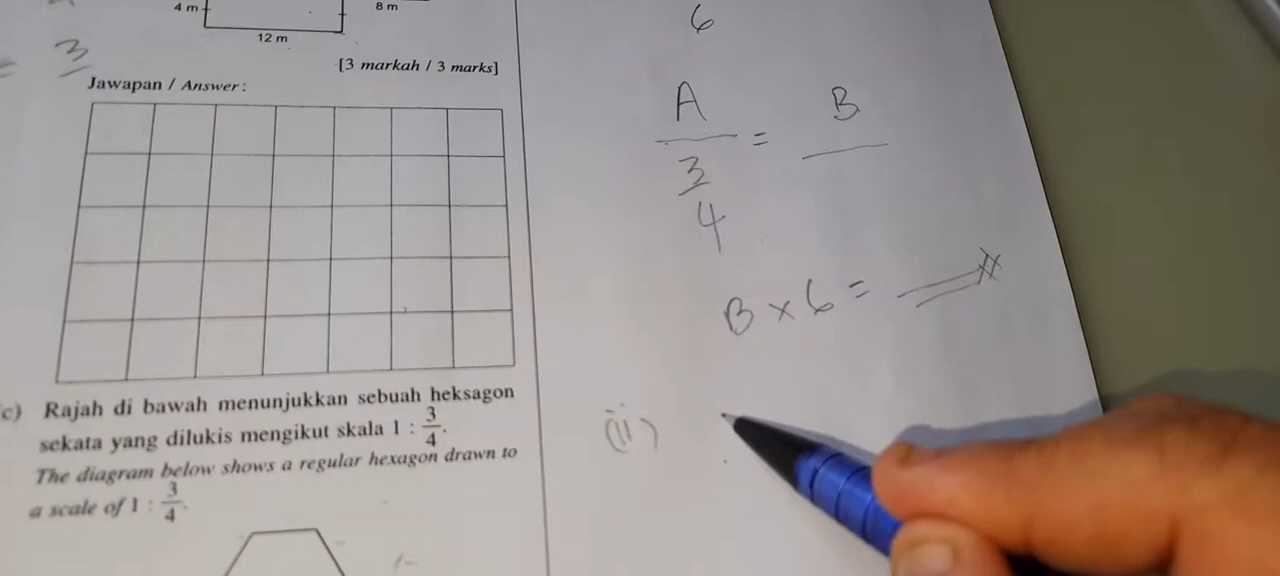 4 m
8 m
12 m
= 3
[3 markah / 3 marks]
Jawapan / Answer :
c) Rajah di bawah menunjukkan sebuah heksagon
sekata yang dilukis mengikut skala 1 : 3/4.
The diagram below shows a regular hexagon drawn to
a scale of 1 : 3/4.
6
A = B
3
4
B × 6 =
(ii)